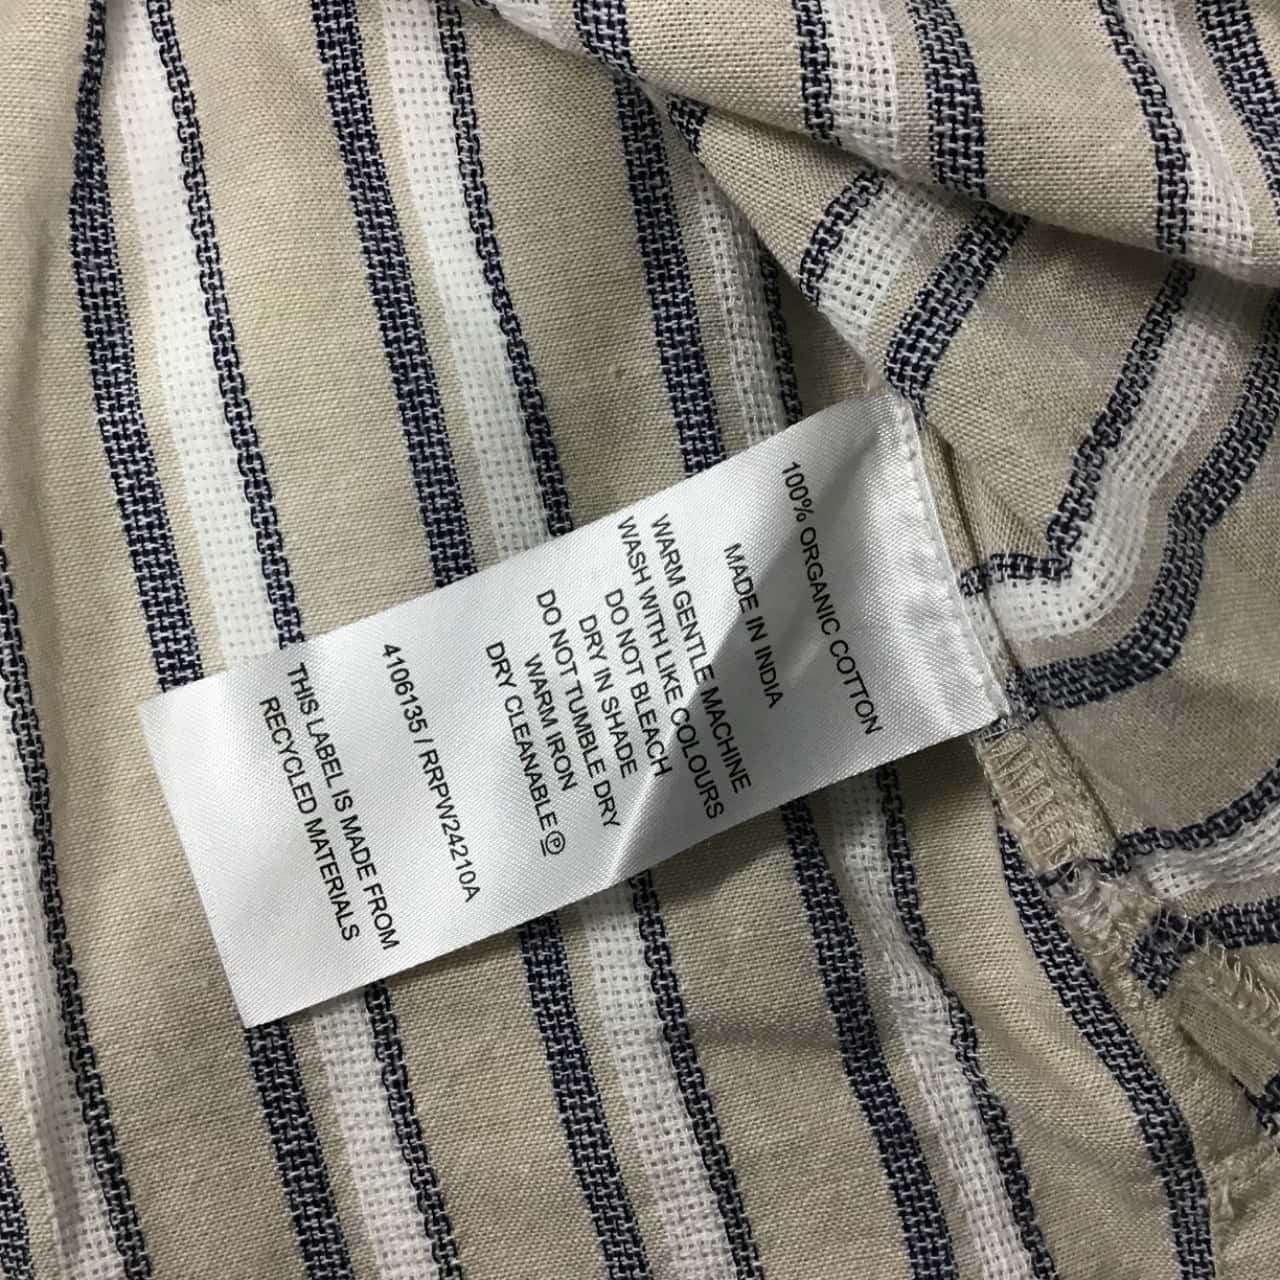 100% ORGANIC COTTON
MADE IN INDIA
WARM GENTLE MACHINE
WASH WITH LIKE COLOURS
DO NOT BLEACH
DRY IN SHADE
DO NOT TUMBLE DRY
WARM IRON
DRY CLEANABLE Ⓟ
4106135 / RRPW24210A
THIS LABEL IS MADE FROM
RECYCLED MATERIALS